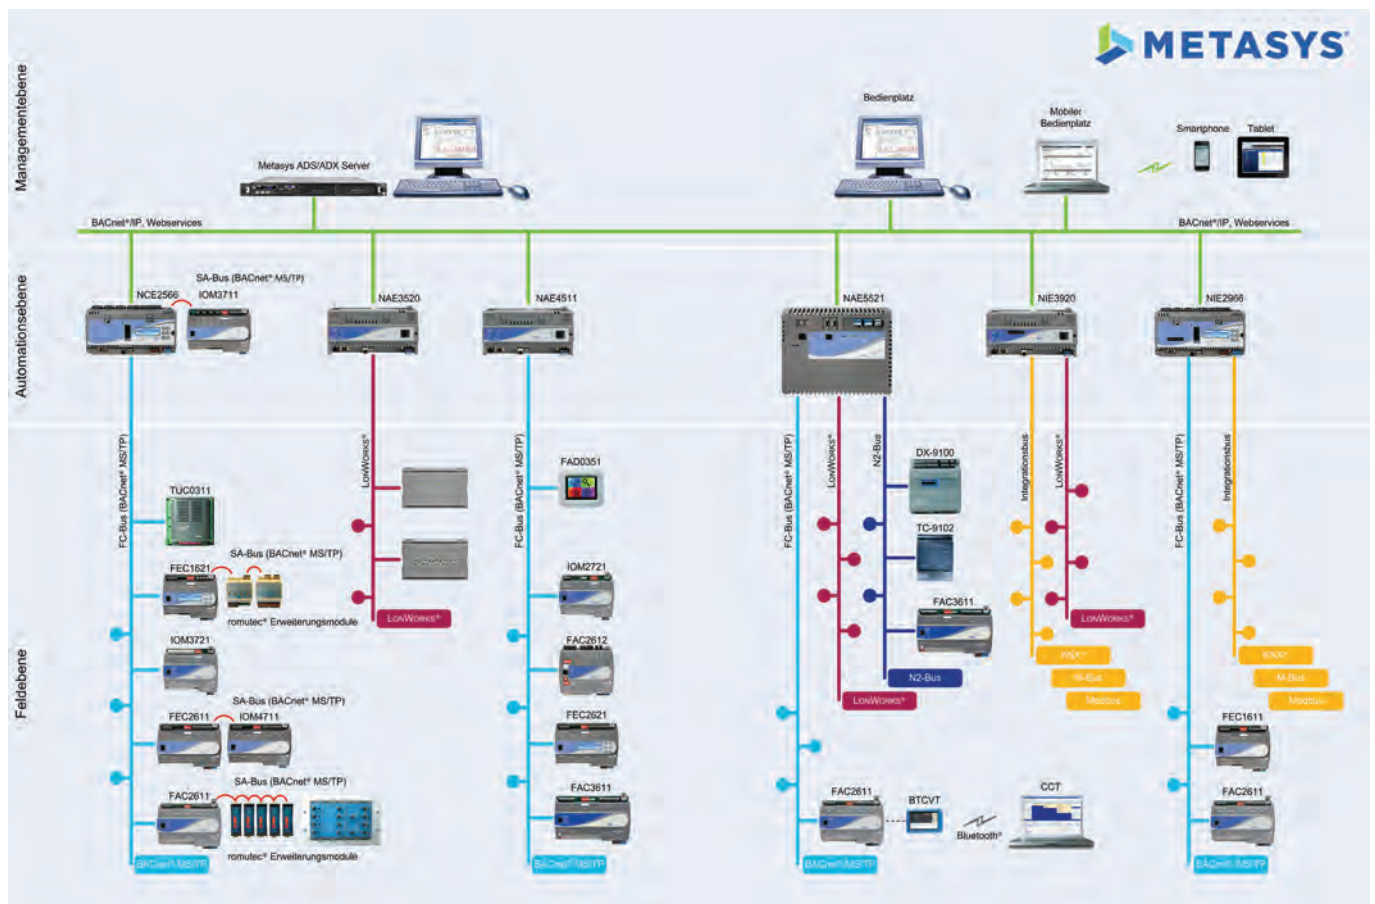 METASYS®
Managementebene
Bedienplatz
Mobiler
Bedienplatz
Smartphone
Tablet
Metasys ADS/ADX Server
BACnet®/IP, Webservices
BACnet®/IP, Webservices
Automationsebene
SA-Bus (BACnet® MS/TP)
NCE2566
IOM3711
NAE3520
NAE4511
NAE5521
NIE3920
NIE2966
Feldebene
FC-Bus (BACnet® MS/TP)
TUC0311
SA-Bus (BACnet® MS/TP)
FEC1621
romutec® Erweiterungsmodule
IOM3721
SA-Bus (BACnet® MS/TP)
FEC2611
IOM4711
SA-Bus (BACnet® MS/TP)
FAC2611
romutec® Erweiterungsmodule
BACnet® MS/TP
LONWORKS®
LONWORKS®
FC-Bus (BACnet® MS/TP)
FAD0351
IOM2721
FAC2612
FEC2621
FAC3611
BACnet® MS/TP
FC-Bus (BACnet® MS/TP)
LONWORKS®
N2-Bus
DX-9100
TC-9102
FAC3611
N2-Bus
LONWORKS®
FAC2611
BTCVT
Bluetooth®
CCT
BACnet® MS/TP
Integrationsbus
LONWORKS®
LONWORKS®
KNX®
M-Bus
Modbus
FC-Bus (BACnet® MS/TP)
Integrationsbus
KNX®
M-Bus
Modbus
FEC1611
FAC2611
BACnet® MS/TP